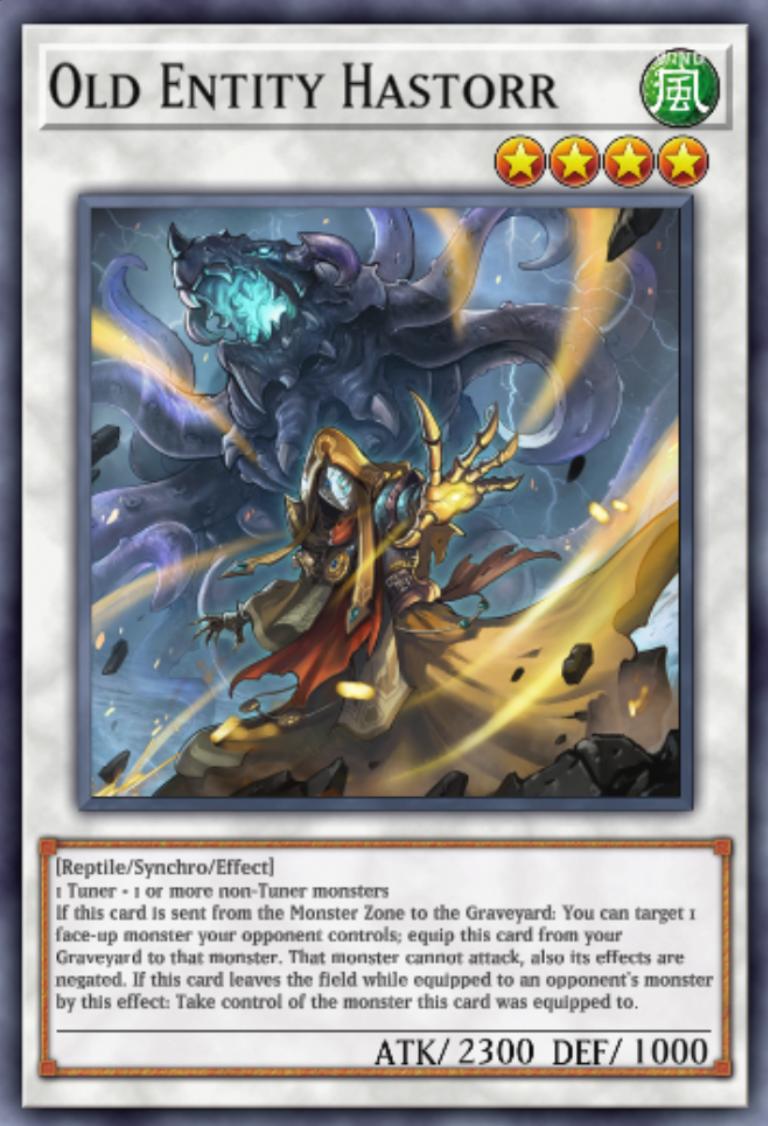 OLD ENTITY HASTORR
WIND
風
[Reptile/Synchro/Effect]
1 Tuner - 1 or more non-Tuner monsters
If this card is sent from the Monster Zone to the Graveyard: You can target 1
face-up monster your opponent controls; equip this card from your
Graveyard to that monster. That monster cannot attack, also its effects are
negated. If this card leaves the field while equipped to an opponent's monster
by this effect: Take control of the monster this card was equipped to.
ATK/ 2300 DEF/ 1000